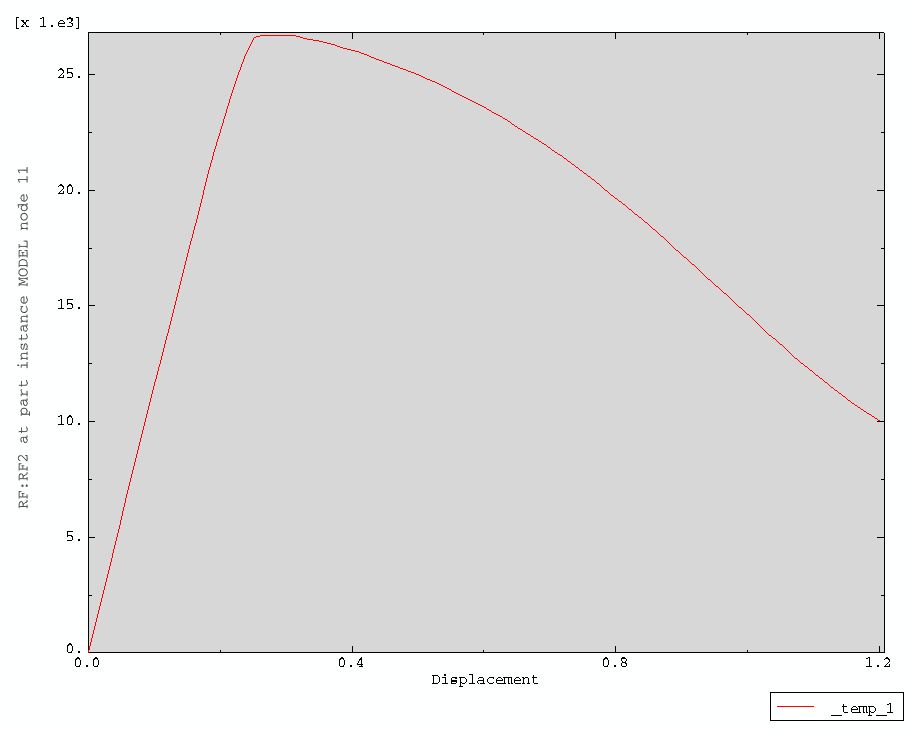 [x 1.e3]
25.
20.
15.
10.
5.
0.
RF:RF2 at part instance MODEL node 11
0.0
0.4
0.8
1.2
Displacement
_temp_1